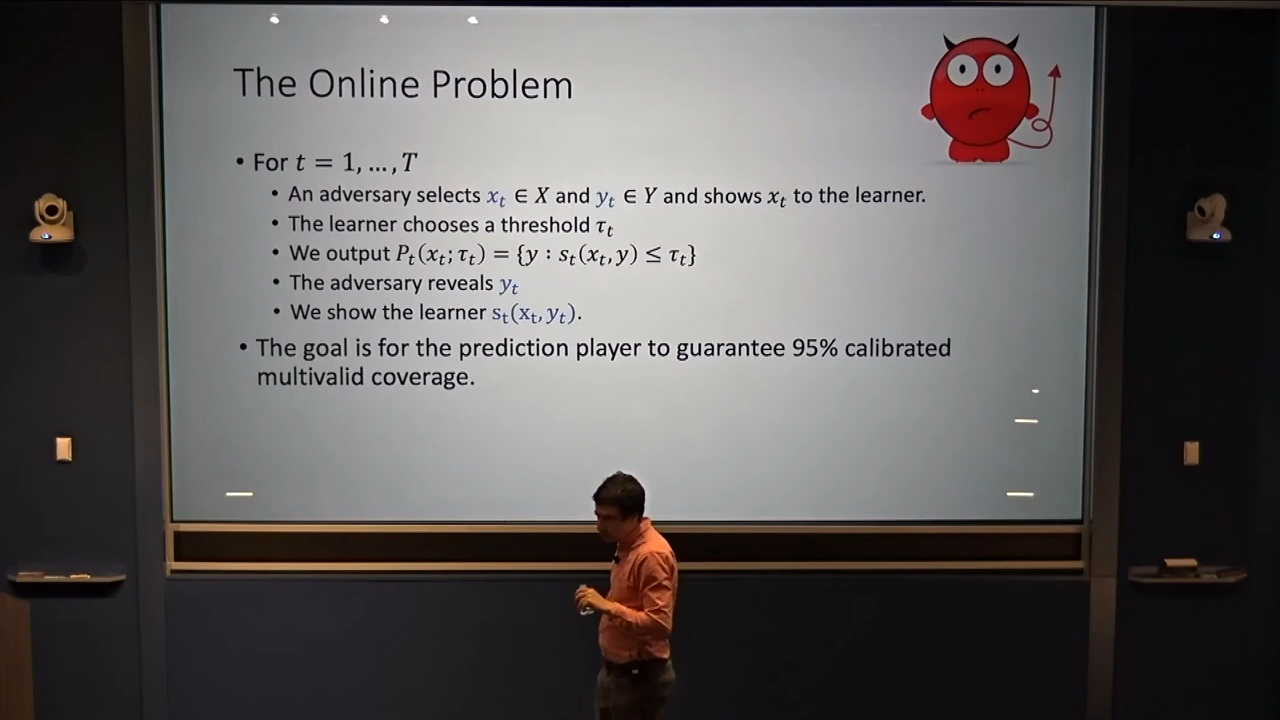 The Online Problem
• For t = 1, … , T
• An adversary selects xₜ ∈ X and yₜ ∈ Y and shows xₜ to the learner.
• The learner chooses a threshold τₜ
• We output Pₜ(xₜ; τₜ) = {y : sₜ(xₜ, y) ≤ τₜ}
• The adversary reveals yₜ
• We show the learner sₜ(xₜ, yₜ).
• The goal is for the prediction player to guarantee 95% calibrated
multivalid coverage.